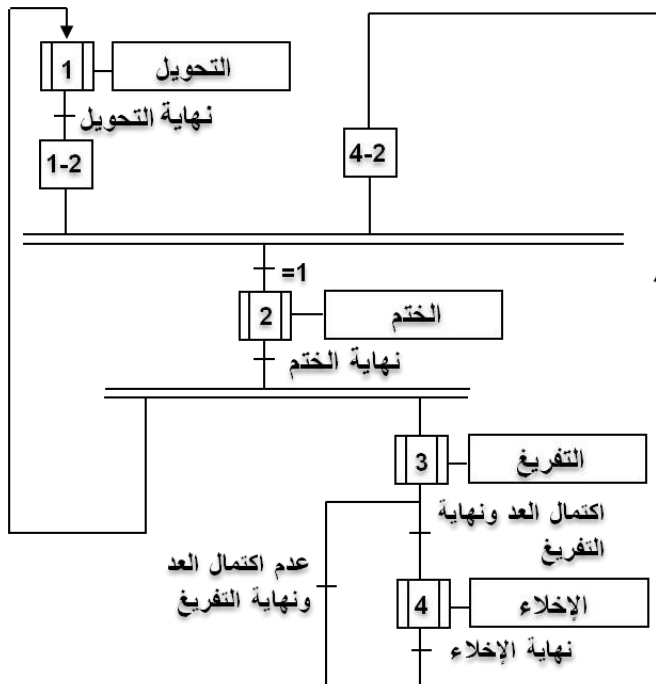 1
التحويل
نهاية التحويل
1-2
4-2
=1
2
الختم
نهاية الختم
3
التفريغ
اكتمال العد ونهاية
التفريغ
عدم اكتمال العد
ونهاية التفريغ
4
الإخلاء
نهاية الإخلاء